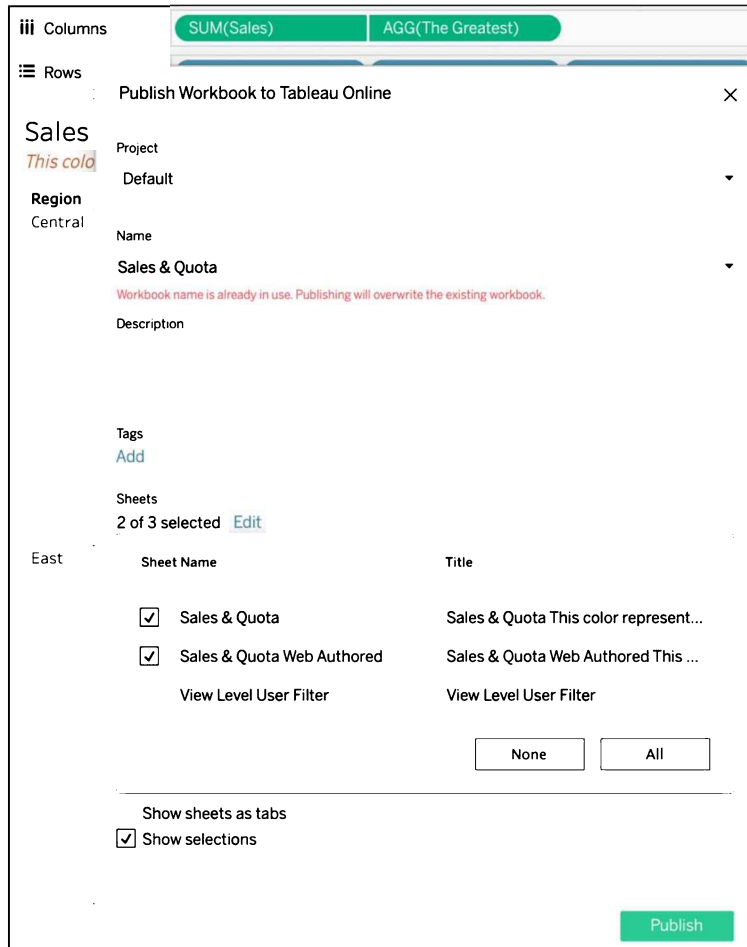 Columns SUM(Sales) AGG(The Greatest)
Rows
Publish Workbook to Tableau Online
Sales
This colo
Project
Default
Region
Central
Name
Sales & Quota
Workbook name is already in use. Publishing will overwrite the existing workbook.
Description
Tags
Add
Sheets
2 of 3 selected Edit
East
Sheet Name Title
Sales & Quota Sales & Quota This color represent...
Sales & Quota Web Authored Sales & Quota Web Authored This ...
View Level User Filter View Level User Filter
None All
Show sheets as tabs
Show selections
Publish